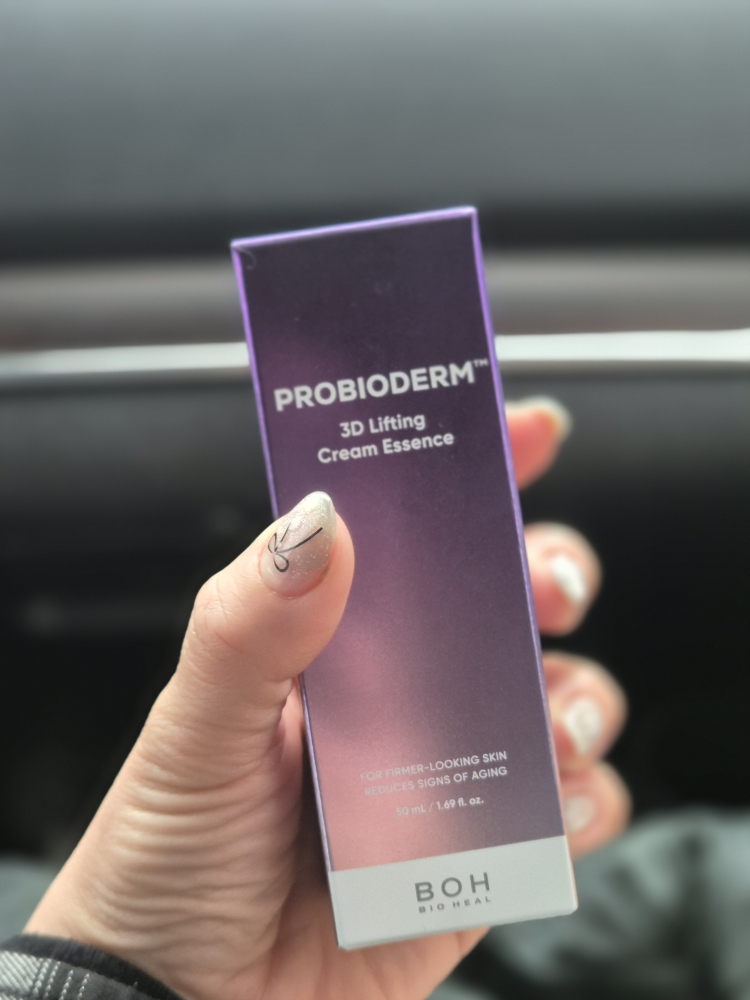 PROBIODERM™
3D Lifting
Cream Essence
FOR FIRMER-LOOKING SKIN
REDUCES SIGNS OF AGING
50 mL / 1.69 fl. oz.
BOH
BIO HEAL